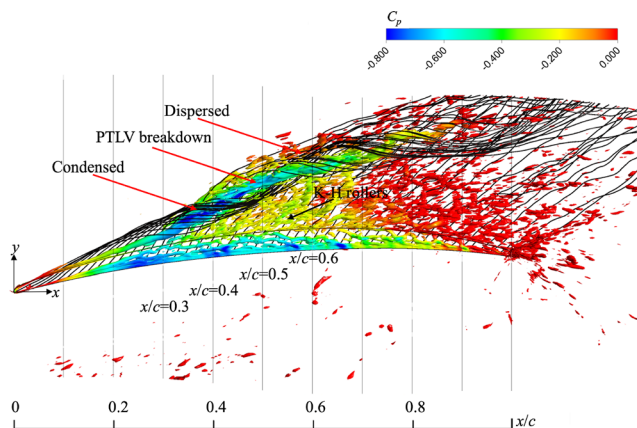 Cp
-0.800
-0.600
-0.400
-0.200
0.000
Dispersed
PTLV breakdown
Condensed
K-H rollers
y
x
x/c=0.6
x/c=0.5
x/c=0.4
x/c=0.3
0 0.2 0.4 0.6 0.8 x/c